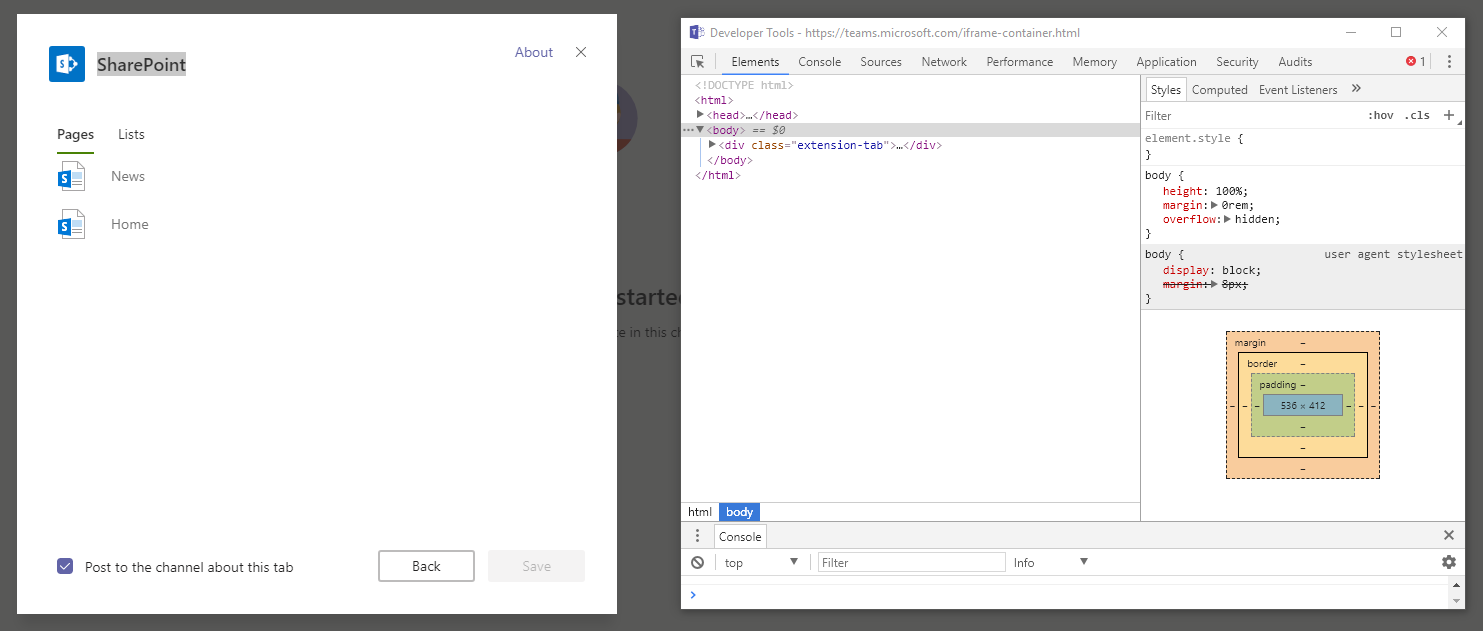 SharePoint
About
Pages Lists
News
Home
Post to the channel about this tab
Back
Save
started
e in this ch
Developer Tools - https://teams.microsoft.com/iframe-container.html
Elements Console Sources Network Performance Memory Application Security Audits 1
<!DOCTYPE html>
<html>
<head>…</head>
<body> == $0
<div class="extension-tab">…</div>
</body>
</html>
html body
Styles Computed Event Listeners »
Filter :hov .cls +
element.style {
}
body {
height: 100%;
margin: 0rem;
overflow: hidden;
}
body { user agent stylesheet
display: block;
margin: 8px;
}
margin –
border –
padding –
– – – 536 × 412 – – –
–
–
–
Console
top Filter Info